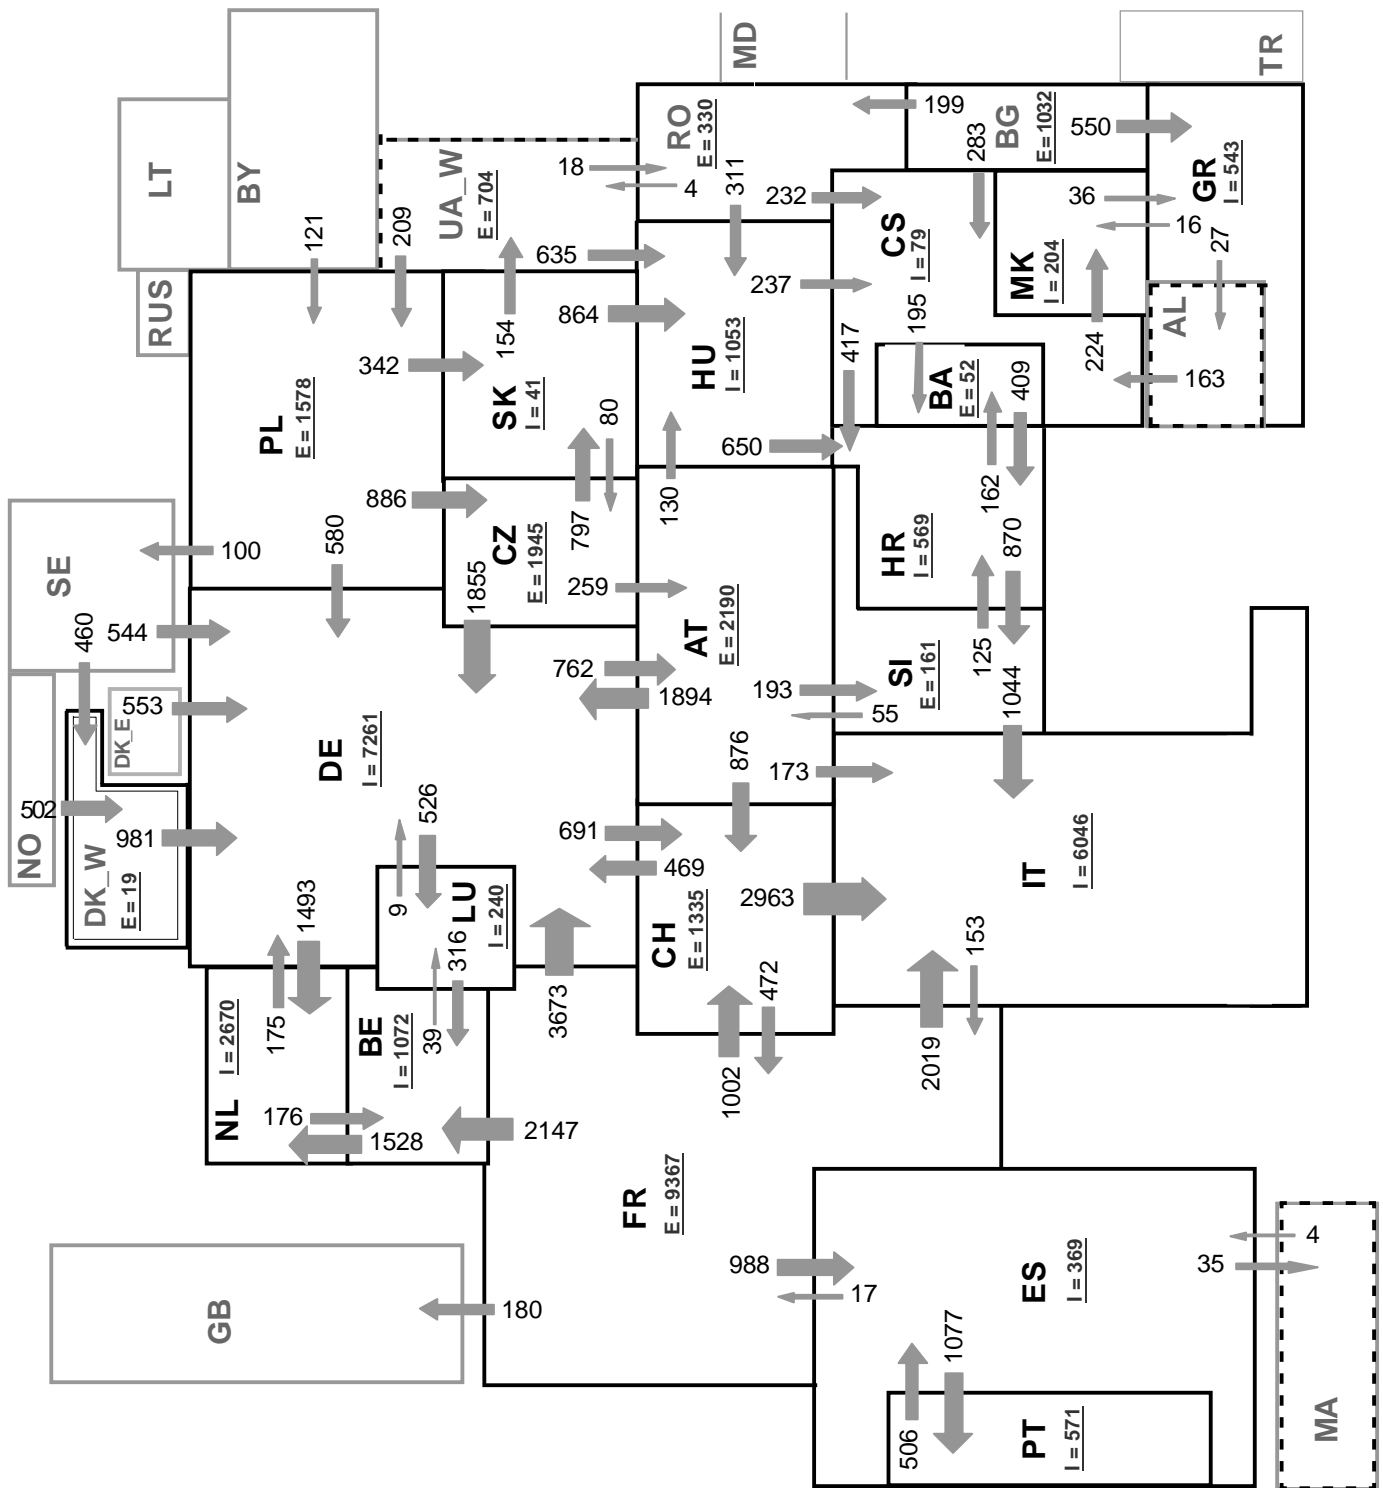 MD
TR
LT
BY
UA_W
E = 704
RO
E = 330
BG
E = 1032
GR
I = 543
199
283
550
18
4
311
232
36
16
27
121
209
635
CS
I = 79
MK
I = 204
AL
RUS
154
864
237
195
417
224
163
342
PL
E = 1578
SK
I = 41
HU
I = 1053
80
BA
E = 52
409
650
886
797
130
162
SE
100
580
CZ
E = 1945
HR
I = 569
870
1855
259
460
544
AT
E = 2190
SI
E = 161
125
762
1894
193
55
1044
553
DK_E
DE
I = 7261
876
173
502
981
NO
DK_W
E = 19
526
691
469
IT
I = 6046
9
LU
I = 240
1493
CH
E = 1335
2963
316
153
NL
I = 2670
175
BE
I = 1072
39
3673
472
1002
2019
176
1528
2147
FR
E = 9367
988
17
ES
I = 369
4
35
GB
180
506
1077
PT
I = 571
MA